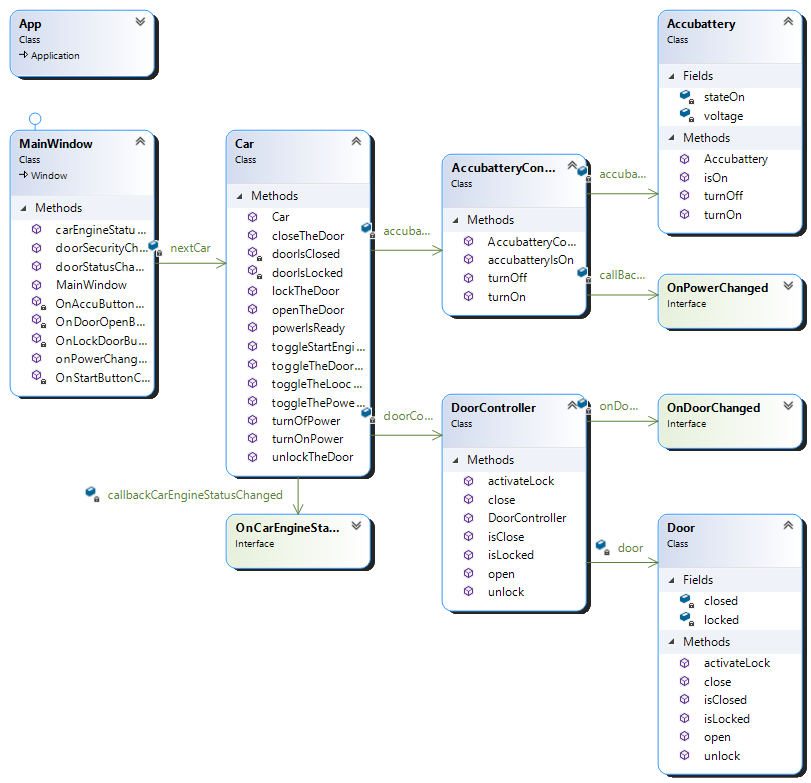 App
Class
Application
MainWindow
Class
Window
Methods
carEngineStatu...
doorSecurityCh...
doorStatusCha...
MainWindow
OnAccuButton...
OnDoorOpenB...
OnLockDoorBu...
onPowerChang...
OnStartButtonC...
nextCar
Car
Class
Methods
Car
closeTheDoor
doorIsClosed
doorIsLocked
lockTheDoor
openTheDoor
powerIsReady
toggleStartEngi...
toggleTheDoor...
toggleTheLooc...
toggleThePowe...
turnOfPower
turnOnPower
unlockTheDoor
callbackCarEngineStatusChanged
OnCarEngineSta...
Interface
accuba...
doorCo...
AccubatteryCon...
Class
Methods
AccubatteryCo...
accubatteryIsOn
turnOff
turnOn
accuba...
callBac...
DoorController
Class
Methods
activateLock
close
DoorController
isClose
isLocked
open
unlock
onDo...
door
Accubattery
Class
Fields
stateOn
voltage
Methods
Accubattery
isOn
turnOff
turnOn
OnPowerChanged
Interface
OnDoorChanged
Interface
Door
Class
Fields
closed
locked
Methods
activateLock
close
isClosed
isLocked
open
unlock